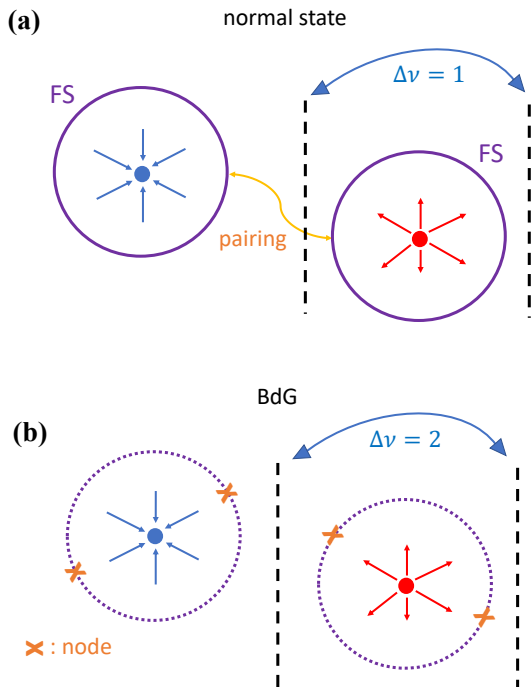 (a)
normal state
Δν = 1
FS
FS
pairing
BdG
(b)
Δν = 2
x : node